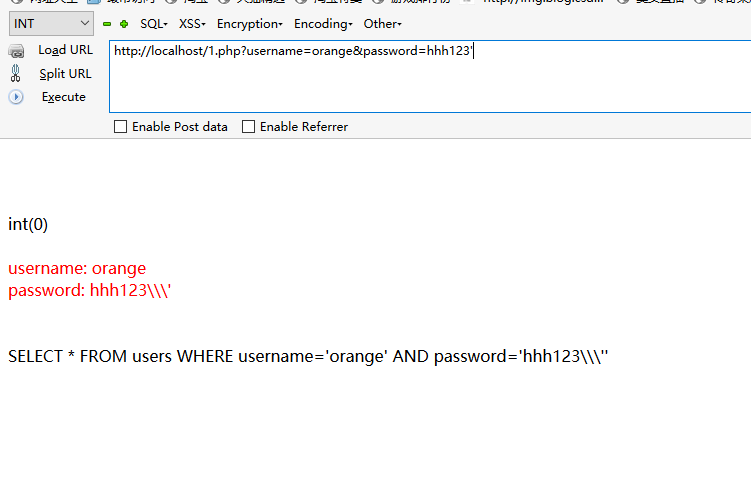 INT SQL- XSS- Encryption- Encoding- Other-
Load URL
http://localhost/1.php?username=orange&password=hhh123'
Split URL
Execute
Enable Post data Enable Referrer
int(0)
username: orange
password: hhh123\\\'
SELECT * FROM users WHERE username='orange' AND password='hhh123\\\''